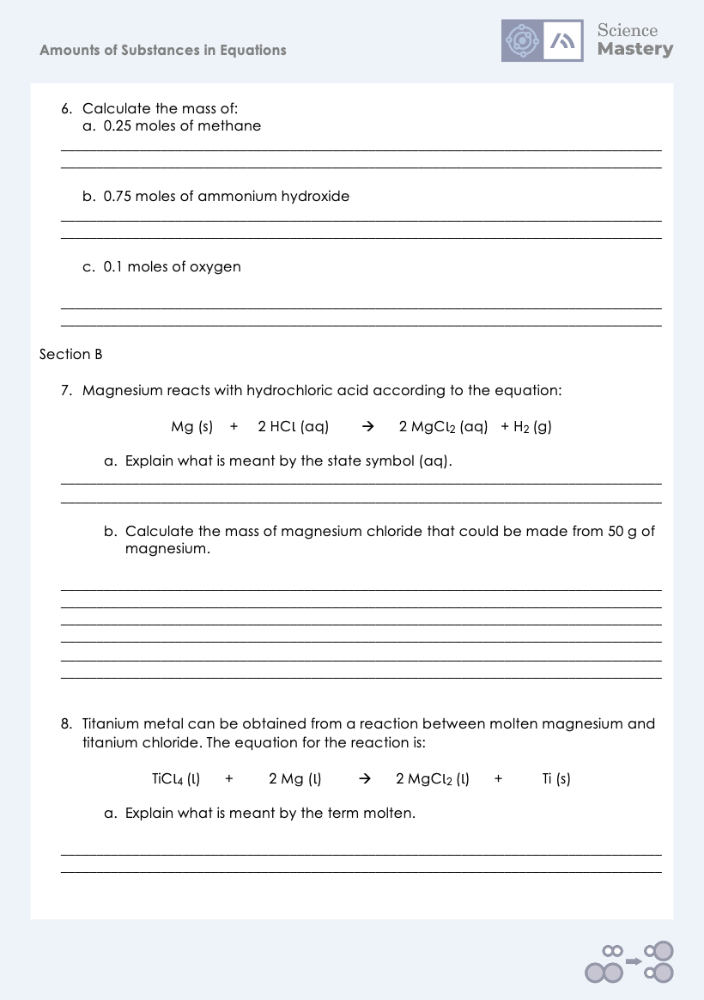 Amounts of Substances in Equations
Science
Mastery
6. Calculate the mass of:
a. 0.25 moles of methane
b. 0.75 moles of ammonium hydroxide
c. 0.1 moles of oxygen
Section B
7. Magnesium reacts with hydrochloric acid according to the equation:
Mg (s) + 2 HCl (aq) → 2 MgCl₂ (aq) + H₂ (g)
a. Explain what is meant by the state symbol (aq).
b. Calculate the mass of magnesium chloride that could be made from 50 g of
magnesium.
8. Titanium metal can be obtained from a reaction between molten magnesium and
titanium chloride. The equation for the reaction is:
TiCl₄ (l) + 2 Mg (l) → 2 MgCl₂ (l) + Ti (s)
a. Explain what is meant by the term molten.